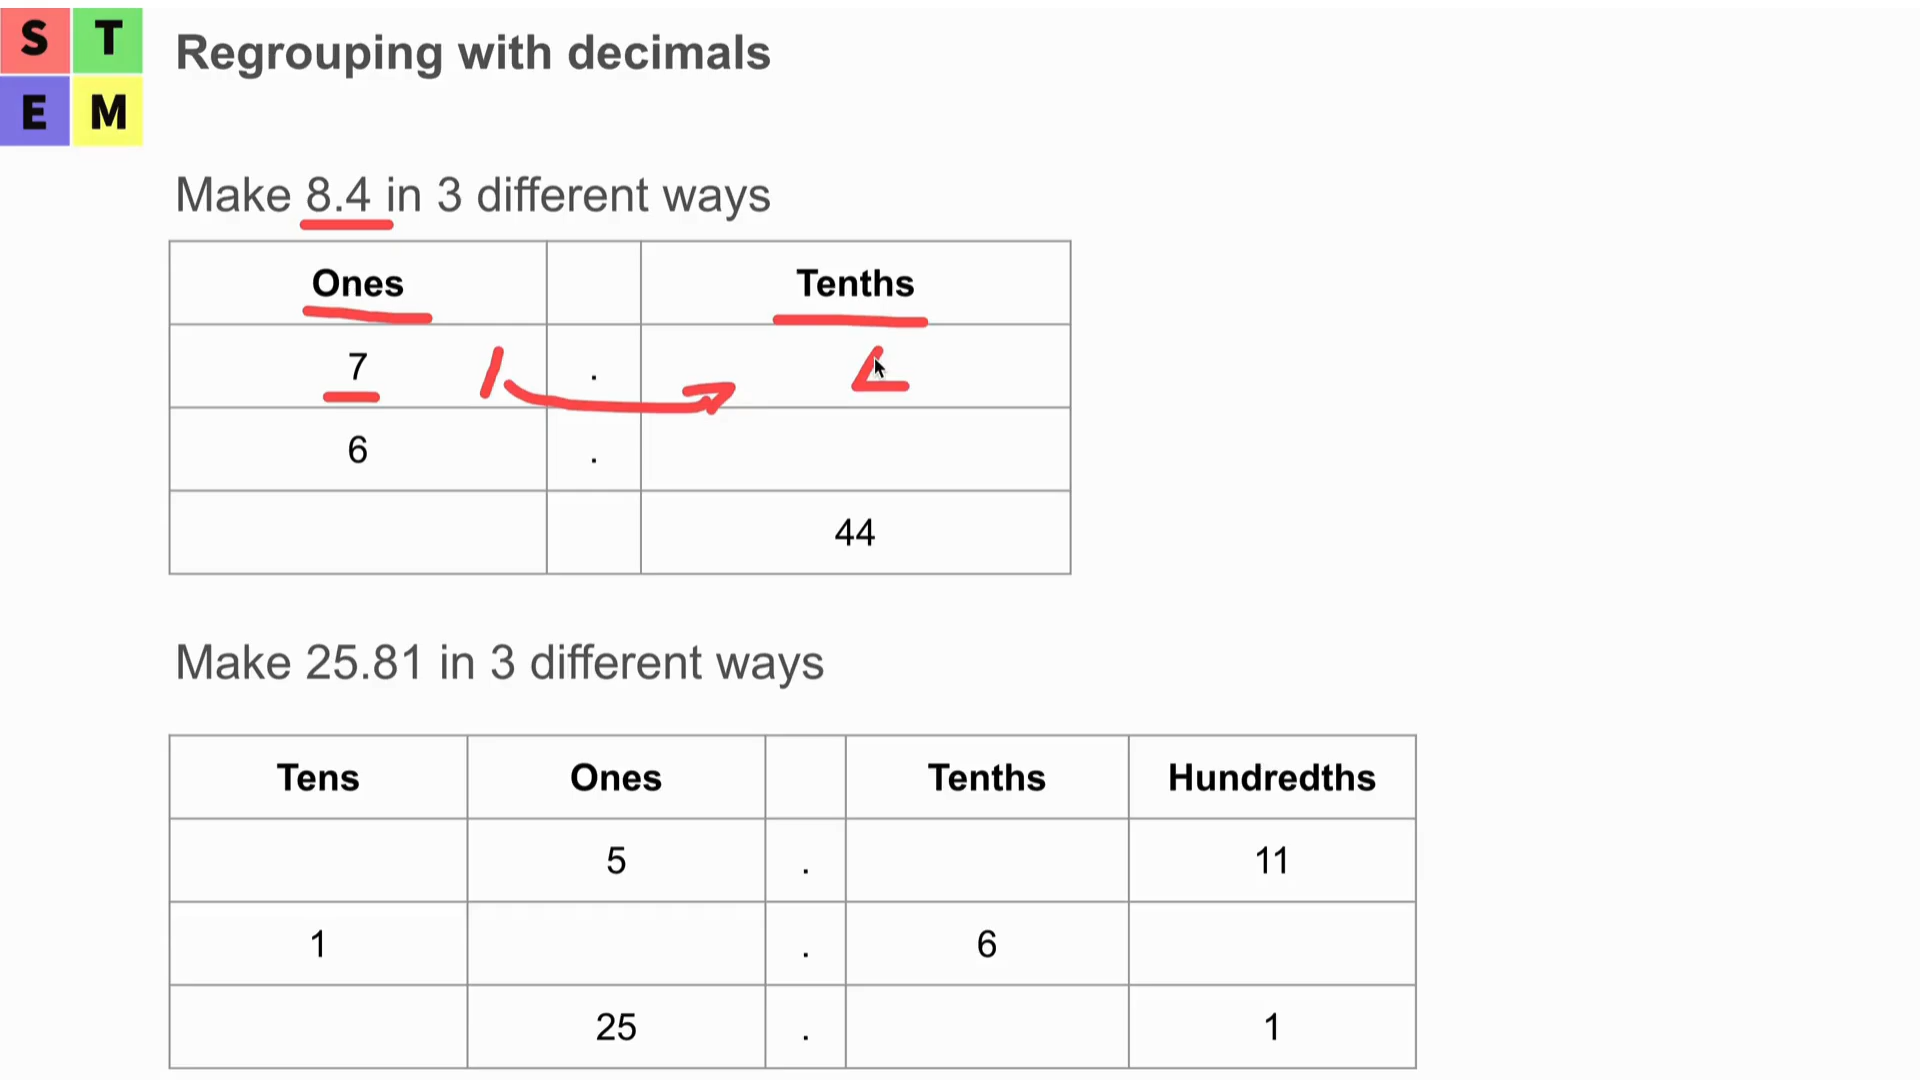 S T
E M
Regrouping with decimals
Make 8.4 in 3 different ways
Ones Tenths
7 1 .
6 .
44
Make 25.81 in 3 different ways
Tens Ones Tenths Hundredths
5 . 11
1 . 6
25 . 1